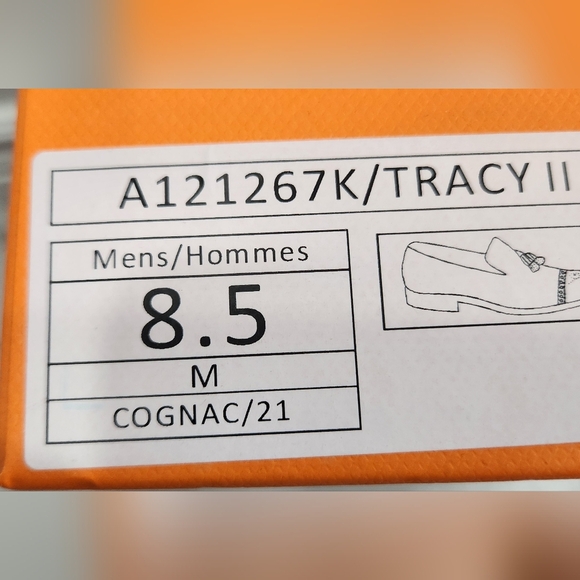 A121267K/TRACY II
Mens/Hommes
8.5
M
COGNAC/21